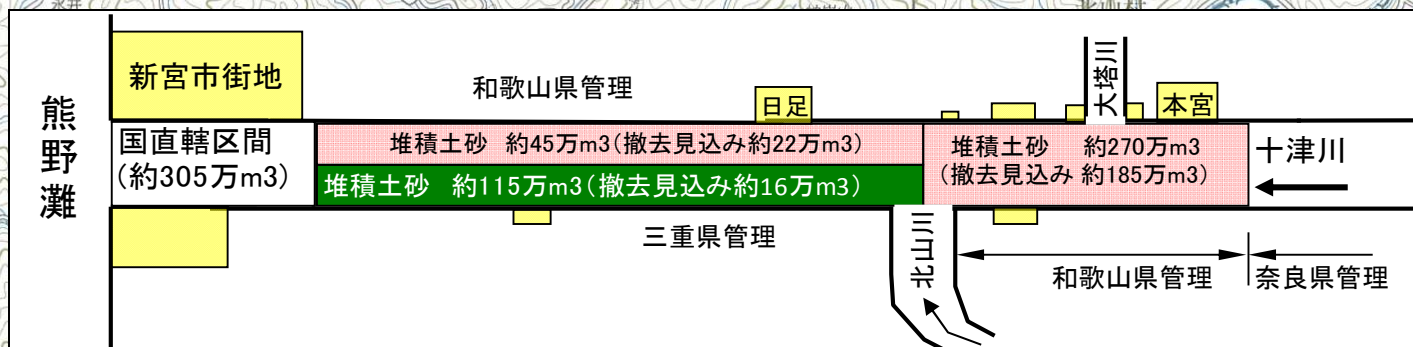 新宮市街地
和歌山県管理
日足
大塔川
本宮
熊野灘
国直轄区間
(約305万m3)
堆積土砂 約45万m3(撤去見込み約22万m3)
堆積土砂 約115万m3(撤去見込み約16万m3)
堆積土砂 約270万m3
(撤去見込み 約185万m3)
十津川
三重県管理
北山川
和歌山県管理
奈良県管理